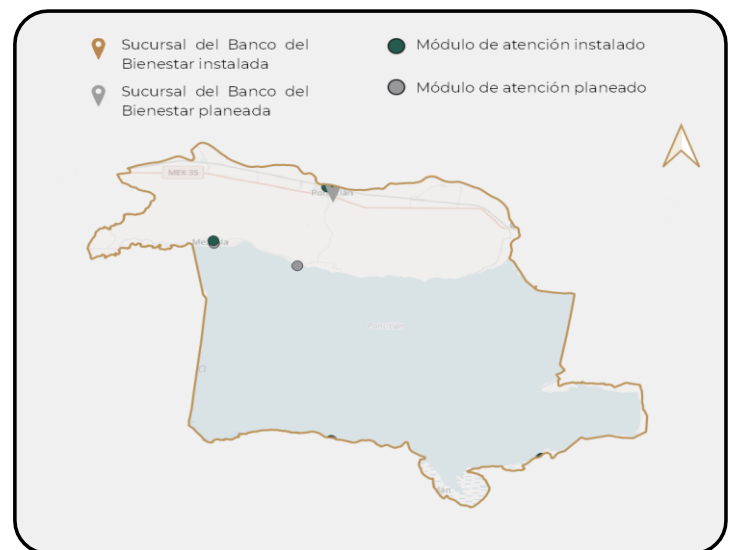 Sucursal del Banco del
Bienestar instalada
Sucursal del Banco del
Bienestar planeada
Módulo de atención instalado
Módulo de atención planeado
MEX 35